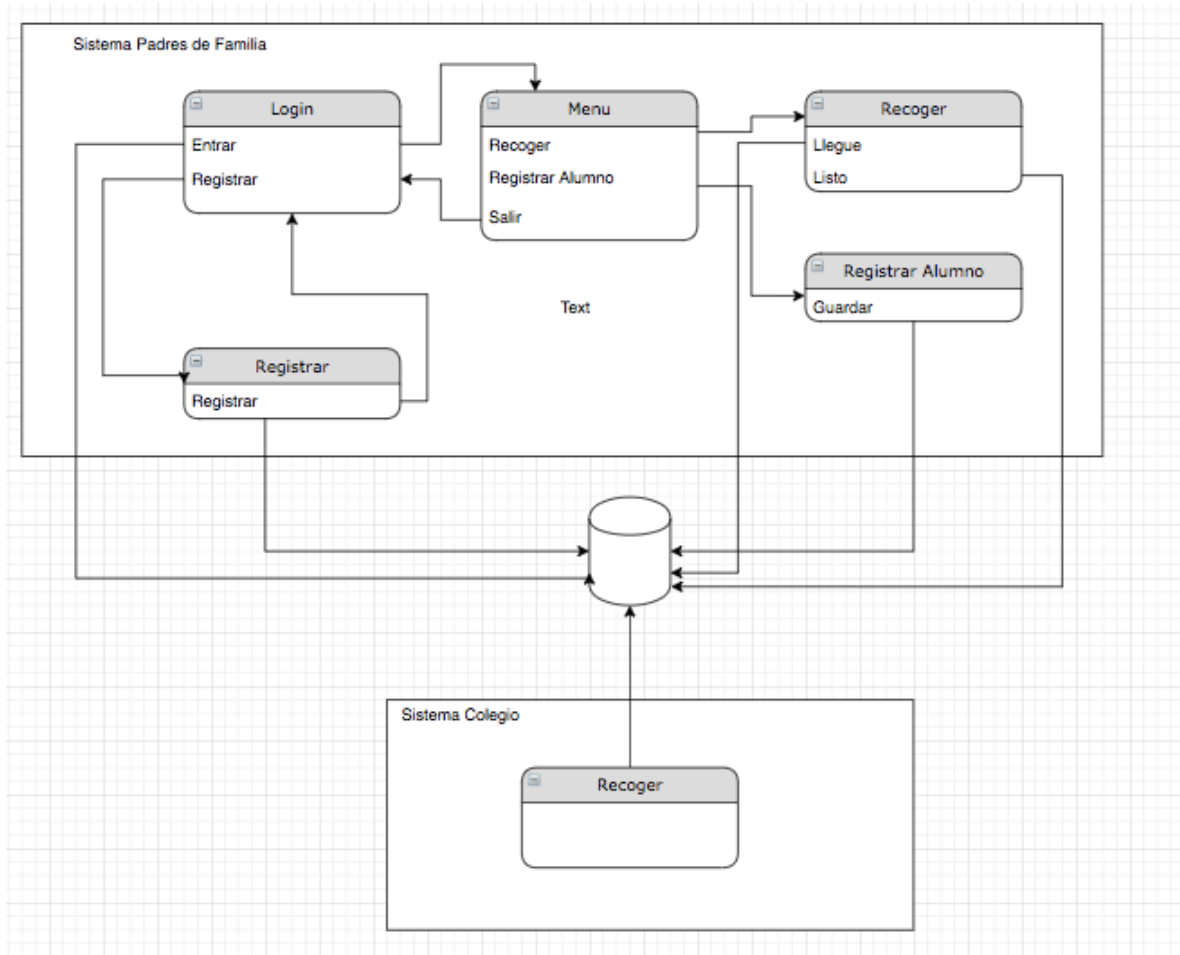 Sistema Padres de Familia
Login
Entrar
Registrar
Menu
Recoger
Registrar Alumno
Salir
Recoger
Llegue
Listo
Registrar Alumno
Guardar
Text
Registrar
Registrar
Sistema Colegio
Recoger